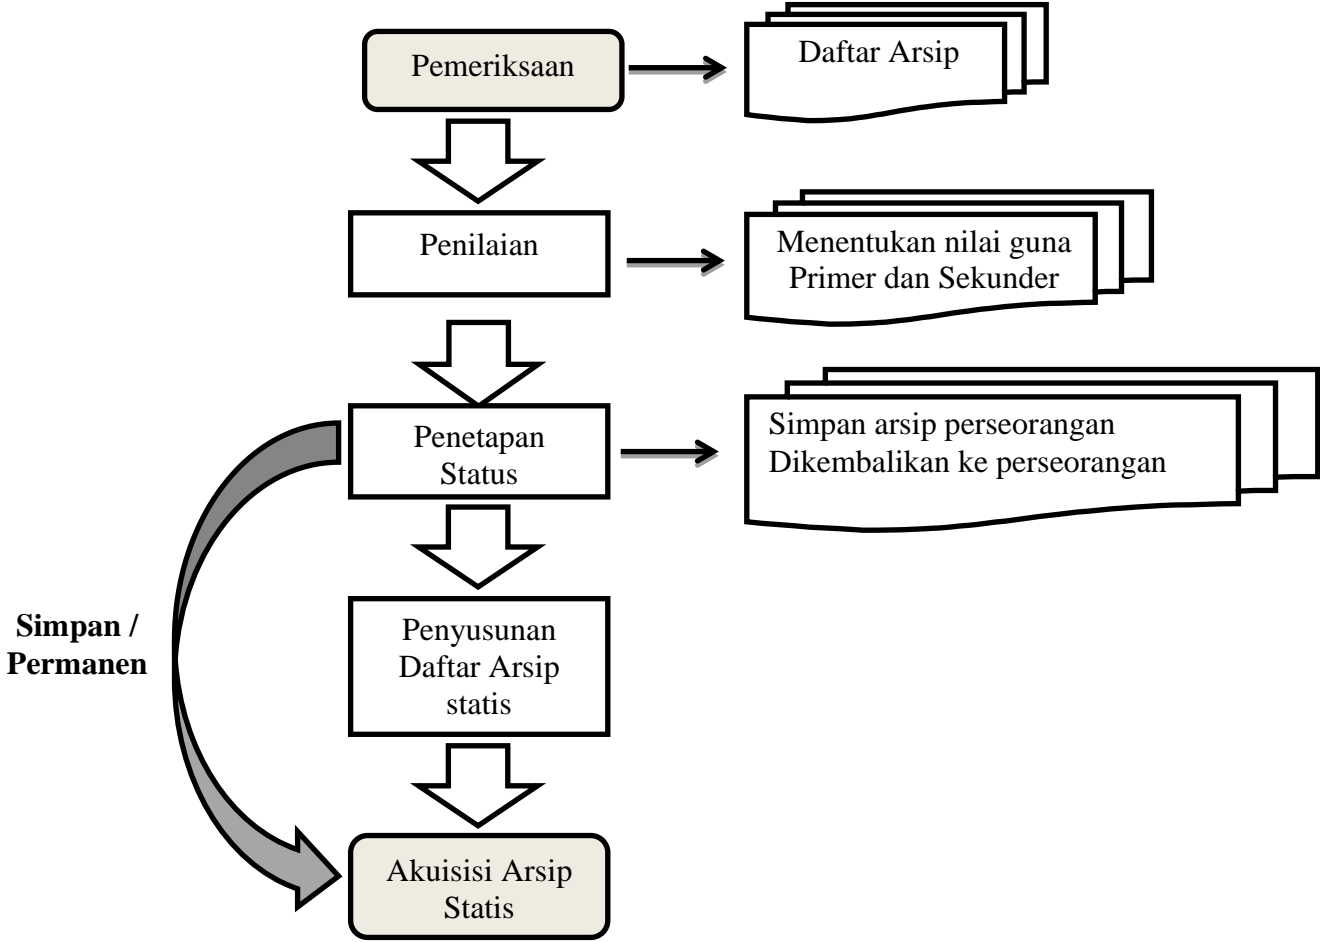 Pemeriksaan
Daftar Arsip
Penilaian
Menentukan nilai guna
Primer dan Sekunder
Penetapan
Status
Simpan arsip perseorangan
Dikembalikan ke perseorangan
Simpan /
Permanen
Penyusunan
Daftar Arsip
statis
Akuisisi Arsip
Statis